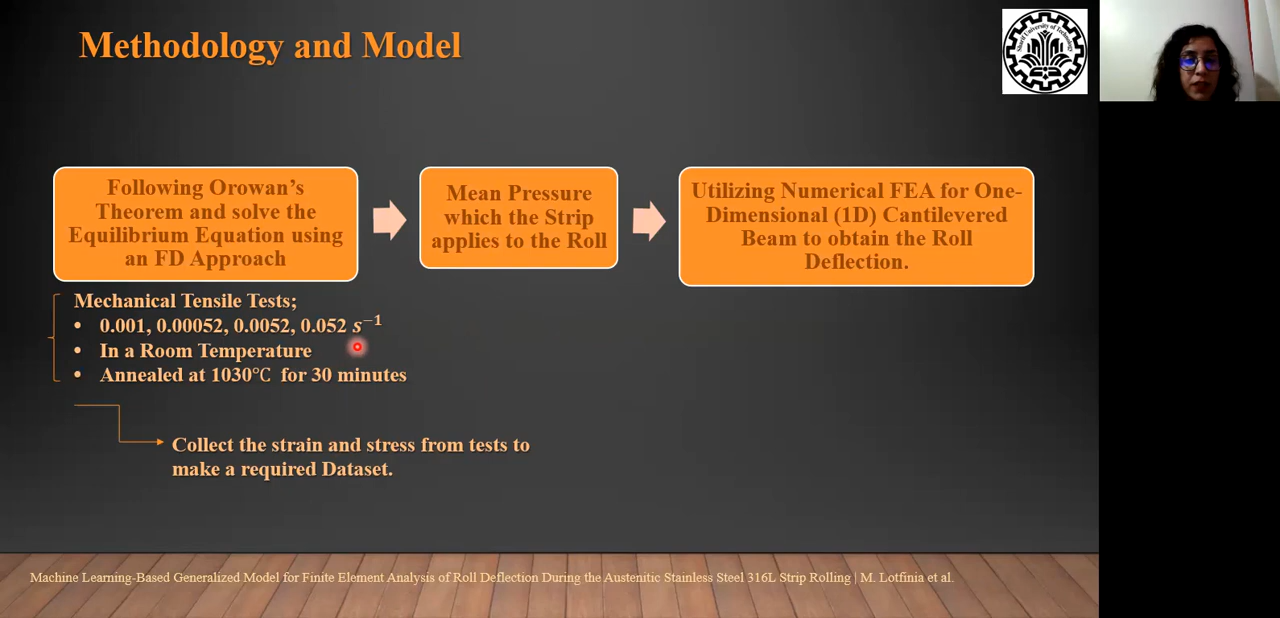 Methodology and Model
Sharif University of Technology
Following Orowan's
Theorem and solve the
Equilibrium Equation using
an FD Approach
Mean Pressure
which the Strip
applies to the Roll
Utilizing Numerical FEA for One-
Dimensional (1D) Cantilevered
Beam to obtain the Roll
Deflection.
Mechanical Tensile Tests;
• 0.001, 0.00052, 0.0052, 0.052 s⁻¹
• In a Room Temperature
• Annealed at 1030℃ for 30 minutes
Collect the strain and stress from tests to
make a required Dataset.
Machine Learning-Based Generalized Model for Finite Element Analysis of Roll Deflection During the Austenitic Stainless Steel 316L Strip Rolling | M. Lotfinia et al.